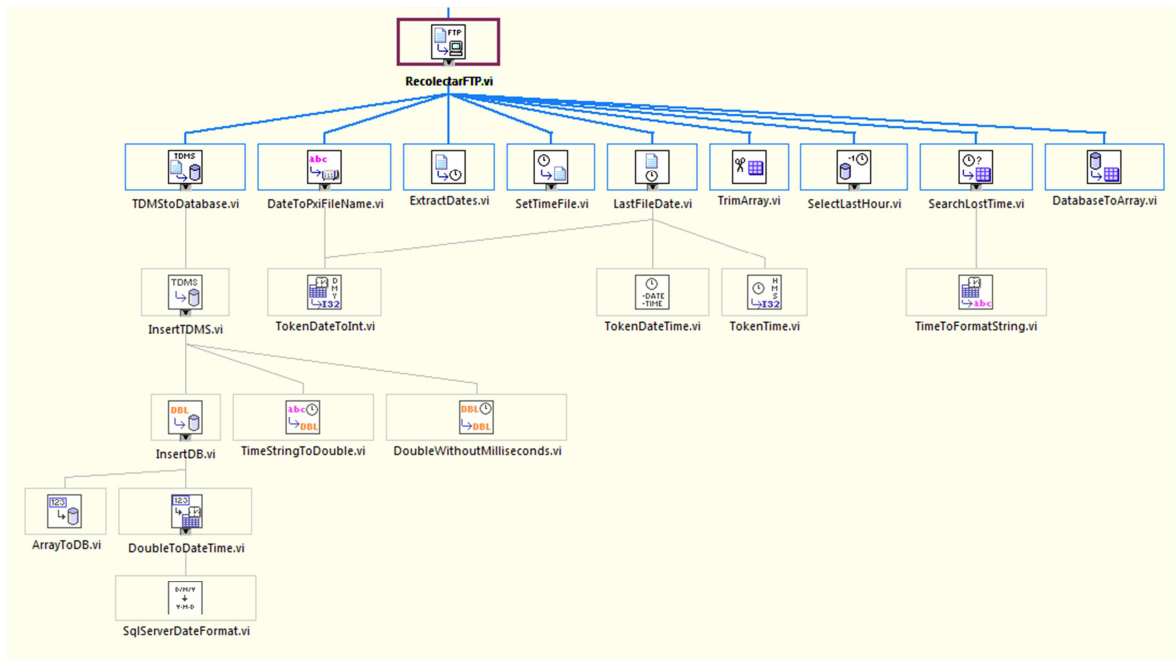 FTP
RecolectarFTP.vi
TDMS
abc
-1
?
TDMStoDatabase.vi
DateToPxiFileName.vi
ExtractDates.vi
SetTimeFile.vi
LastFileDate.vi
TrimArray.vi
SelectLastHour.vi
SearchLostTime.vi
DatabaseToArray.vi
TDMS
D M Y I32
-DATE
-TIME
H M S I32
abc
InsertTDMS.vi
TokenDateToInt.vi
TokenDateTime.vi
TokenTime.vi
TimeToFormatString.vi
DBL
abc DBL
DBL DBL
InsertDB.vi
TimeStringToDouble.vi
DoubleWithoutMilliseconds.vi
123
123
ArrayToDB.vi
DoubleToDateTime.vi
D/M/Y
Y-M-D
SqlServerDateFormat.vi